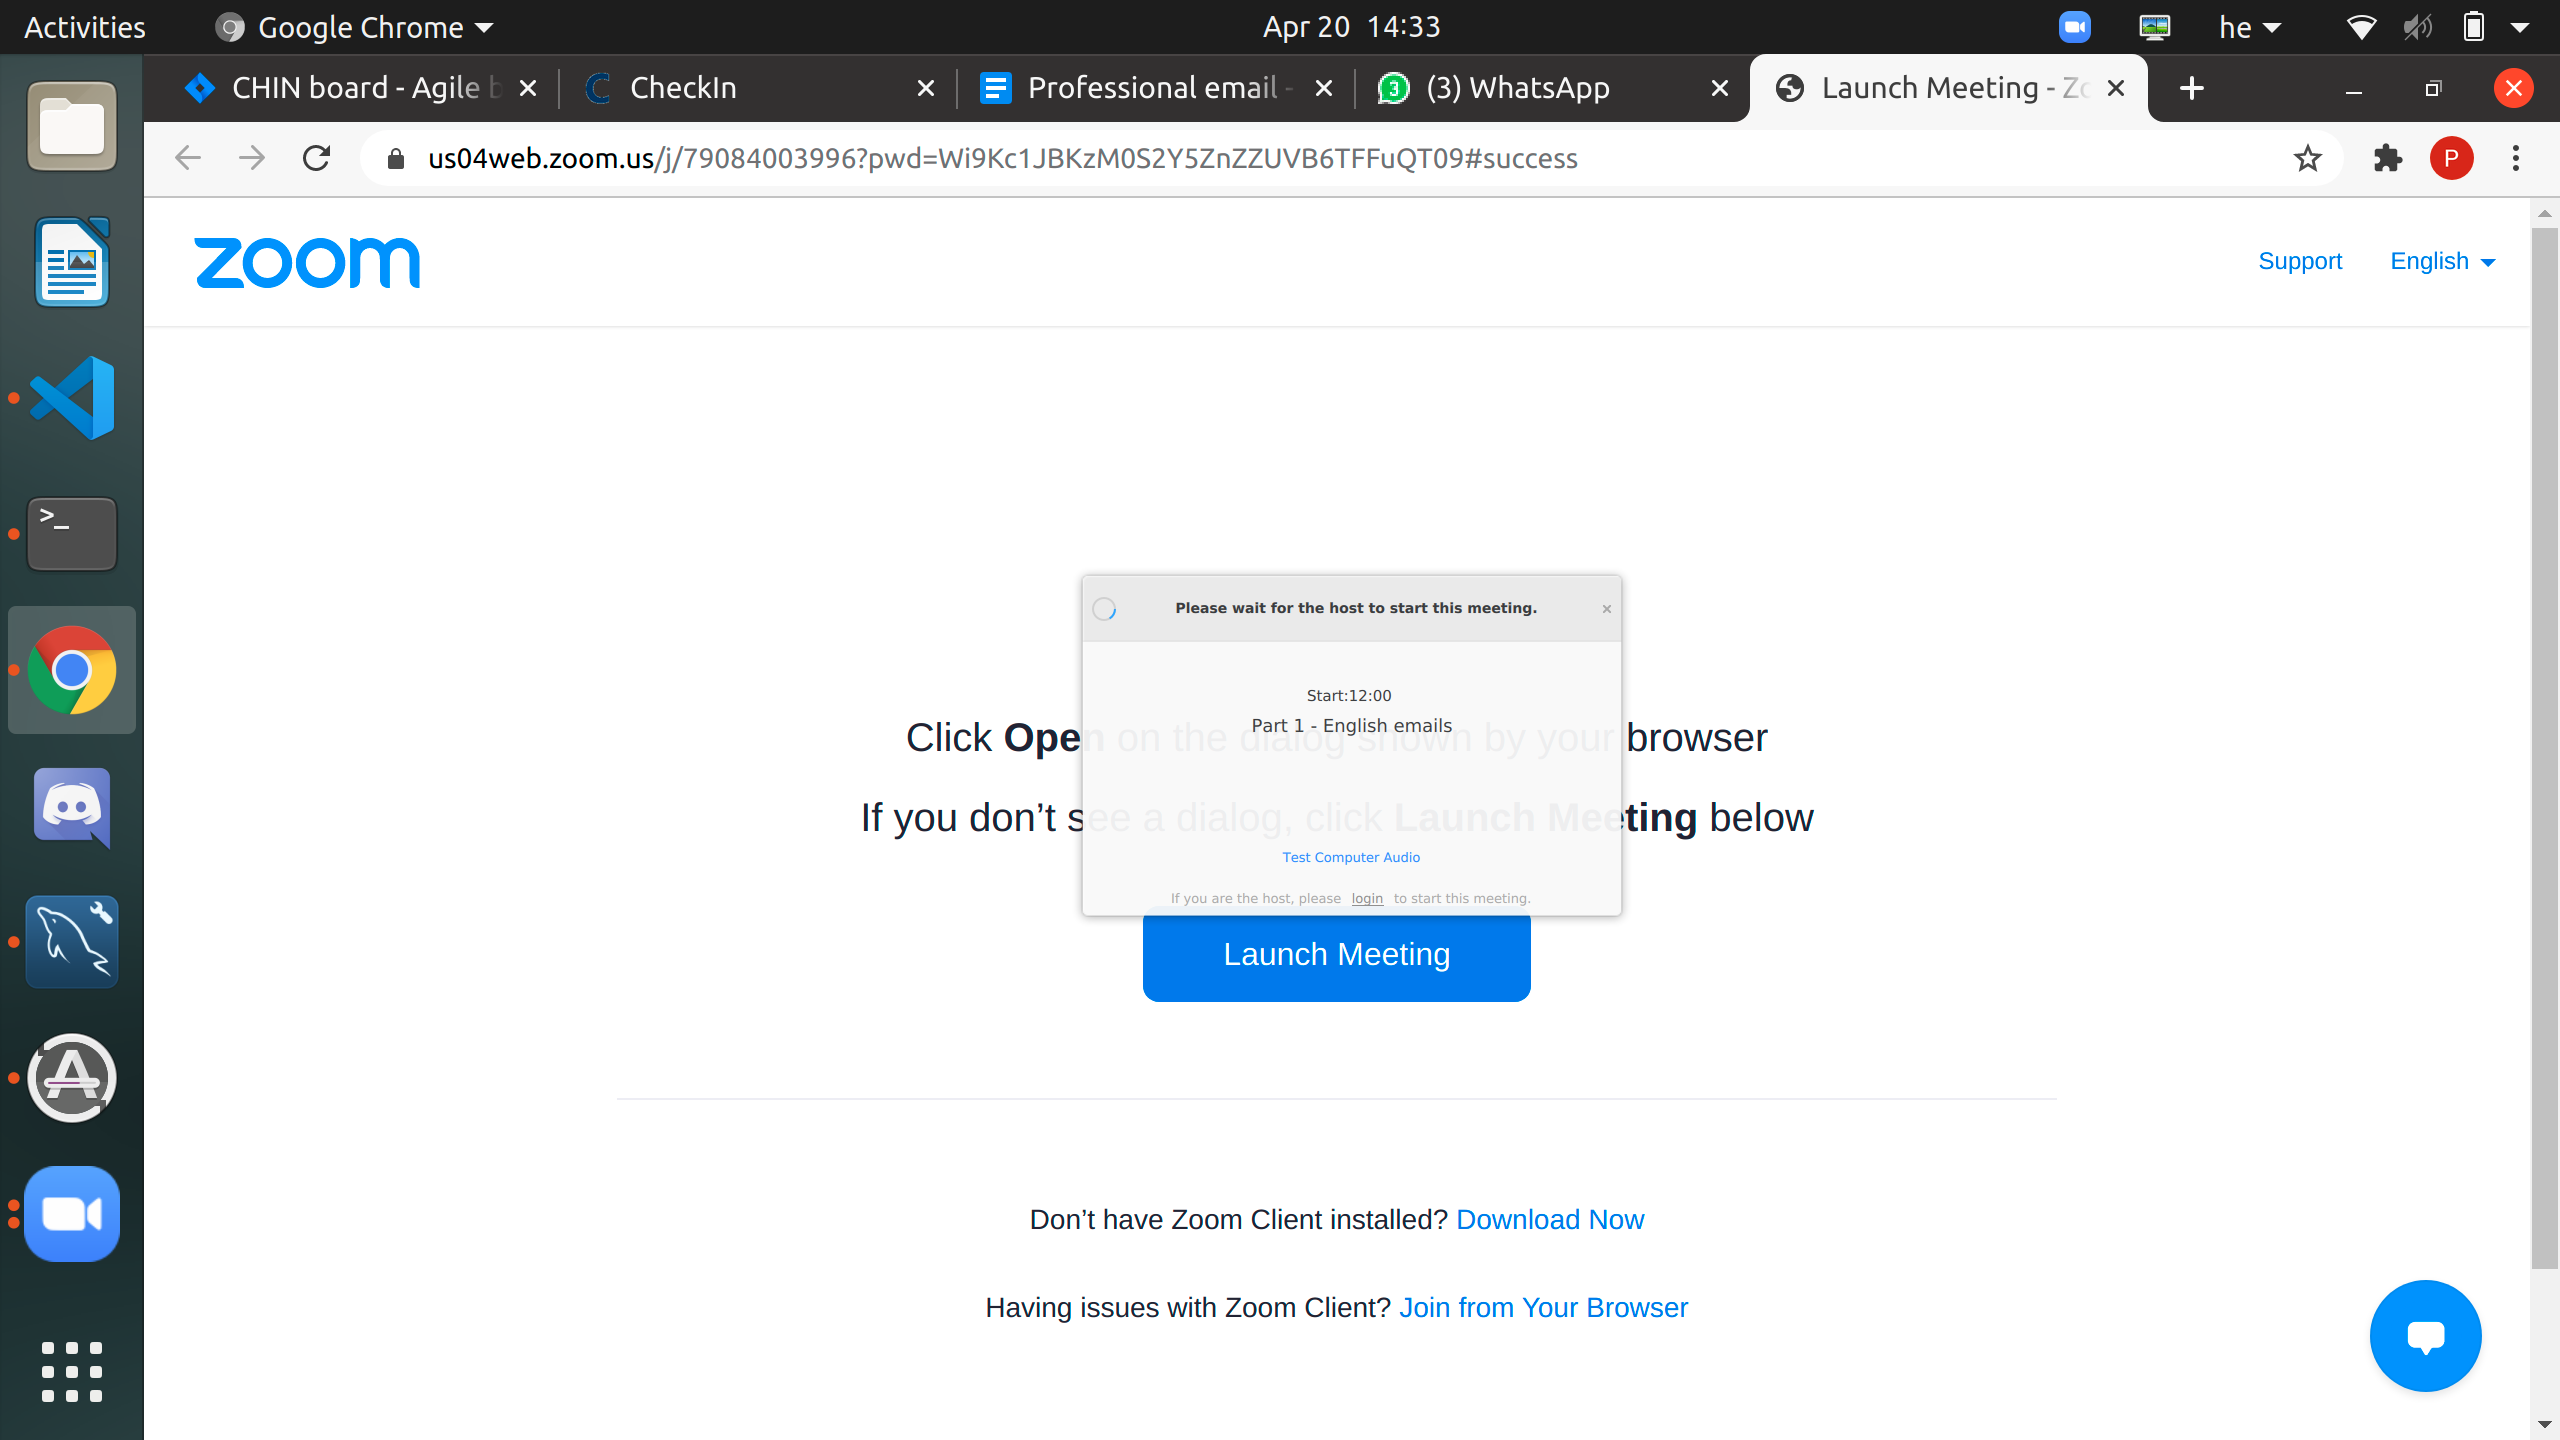 Activities
Google Chrome
Apr 20 14:33
he
CHIN board - Agile b
CheckIn
Professional email -
3
(3) WhatsApp
Launch Meeting - Zo
us04web.zoom.us/j/79084003996?pwd=Wi9Kc1JBKzM0S2Y5ZnZZUVB6TFFuQT09#success
P
zoom
Support
English
>_
Please wait for the host to start this meeting.
Start:12:00
Part 1 - English emails
Click Open on the dialog shown by your browser
If you don’t see a dialog, click Launch Meeting below
Test Computer Audio
If you are the host, please login to start this meeting.
Launch Meeting
Don’t have Zoom Client installed? Download Now
Having issues with Zoom Client? Join from Your Browser